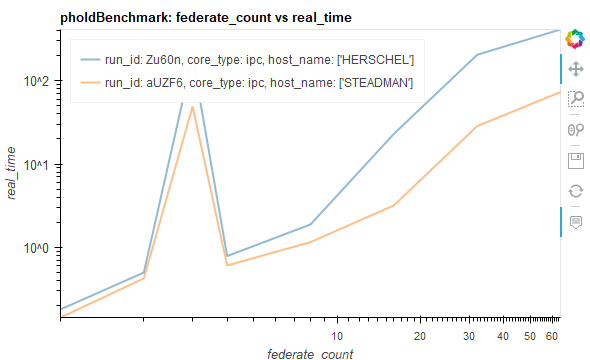 pholdBenchmark: federate_count vs real_time
run_id: Zu60n, core_type: ipc, host_name: ['HERSCHEL']
run_id: aUZF6, core_type: ipc, host_name: ['STEADMAN']
10^2
10^1
10^0
real_time
10 20 30 40 50 60
federate_count